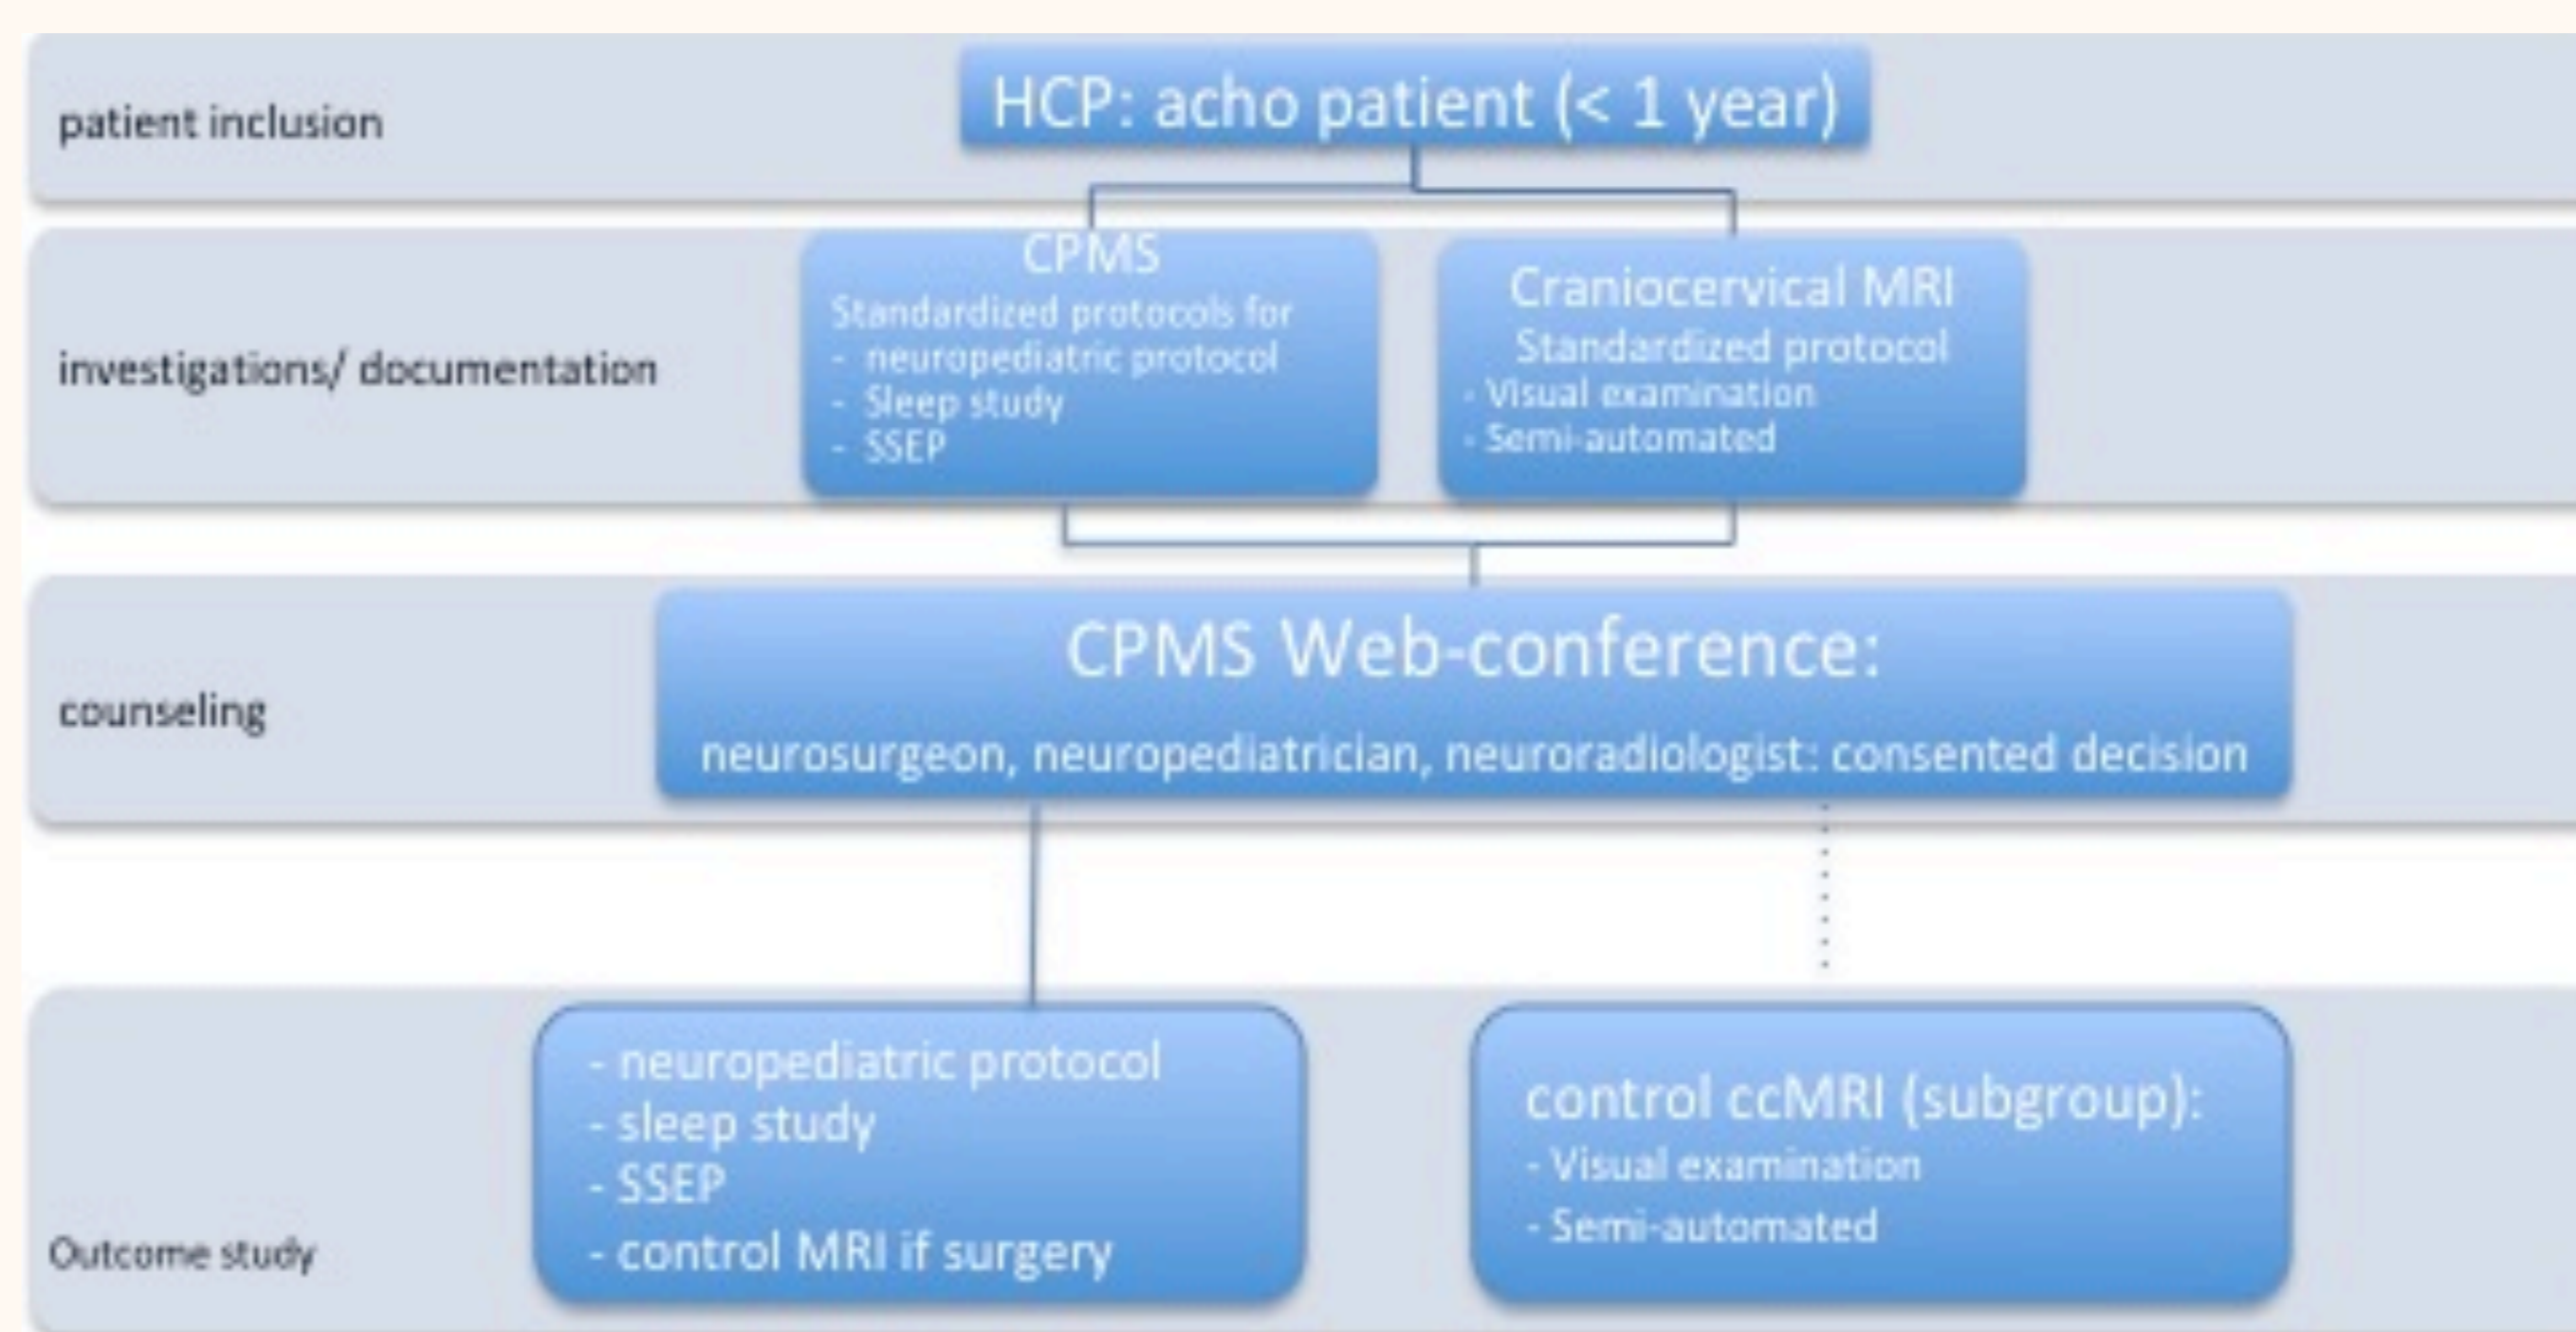 patient inclusion
HCP: acho patient (< 1 year)
investigations/ documentation
CPMS
Standardized protocols for
- neuropediatric protocol
- Sleep study
- SSEP
Craniocervical MRI
Standardized protocol
- Visual examination
- Semi-automated
counseling
CPMS Web-conference:
neurosurgeon, neuropediatrician, neuroradiologist: consented decision
Outcome study
- neuropediatric protocol
- sleep study
- SSEP
- control MRI if surgery
control ccMRI (subgroup):
- Visual examination
- Semi-automated